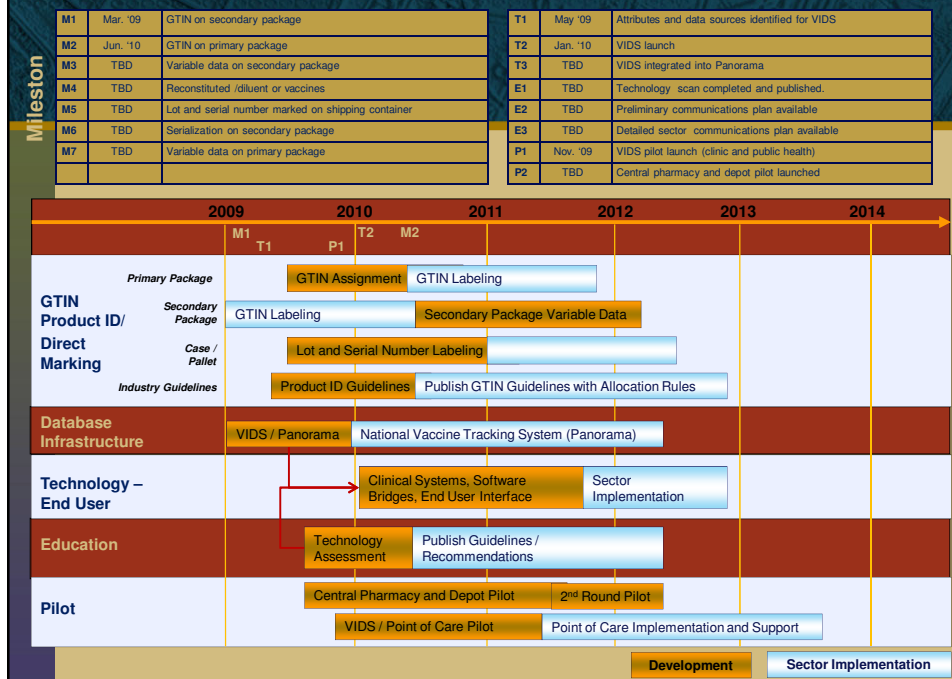 Mileston
M1 Mar. '09 GTIN on secondary package
M2 Jun. '10 GTIN on primary package
M3 TBD Variable data on secondary package
M4 TBD Reconstituted /diluent or vaccines
M5 TBD Lot and serial number marked on shipping container
M6 TBD Serialization on secondary package
M7 TBD Variable data on primary package
T1 May '09 Attributes and data sources identified for VIDS
T2 Jan. '10 VIDS launch
T3 TBD VIDS integrated into Panorama
E1 TBD Technology scan completed and published.
E2 TBD Preliminary communications plan available
E3 TBD Detailed sector communications plan available
P1 Nov. '09 VIDS pilot launch (clinic and public health)
P2 TBD Central pharmacy and depot pilot launched
2009 2010 2011 2012 2013 2014
M1 T2 M2
T1 P1
GTIN
Product ID/
Direct
Marking
Primary Package
GTIN Assignment GTIN Labeling
Secondary
Package
GTIN Labeling Secondary Package Variable Data
Case /
Pallet
Lot and Serial Number Labeling
Industry Guidelines
Product ID Guidelines Publish GTIN Guidelines with Allocation Rules
Database
Infrastructure
VIDS / Panorama National Vaccine Tracking System (Panorama)
Technology –
End User
Clinical Systems, Software
Bridges, End User Interface
Sector
Implementation
Education
Technology
Assessment
Publish Guidelines /
Recommendations
Pilot
Central Pharmacy and Depot Pilot 2nd Round Pilot
VIDS / Point of Care Pilot Point of Care Implementation and Support
Development Sector Implementation